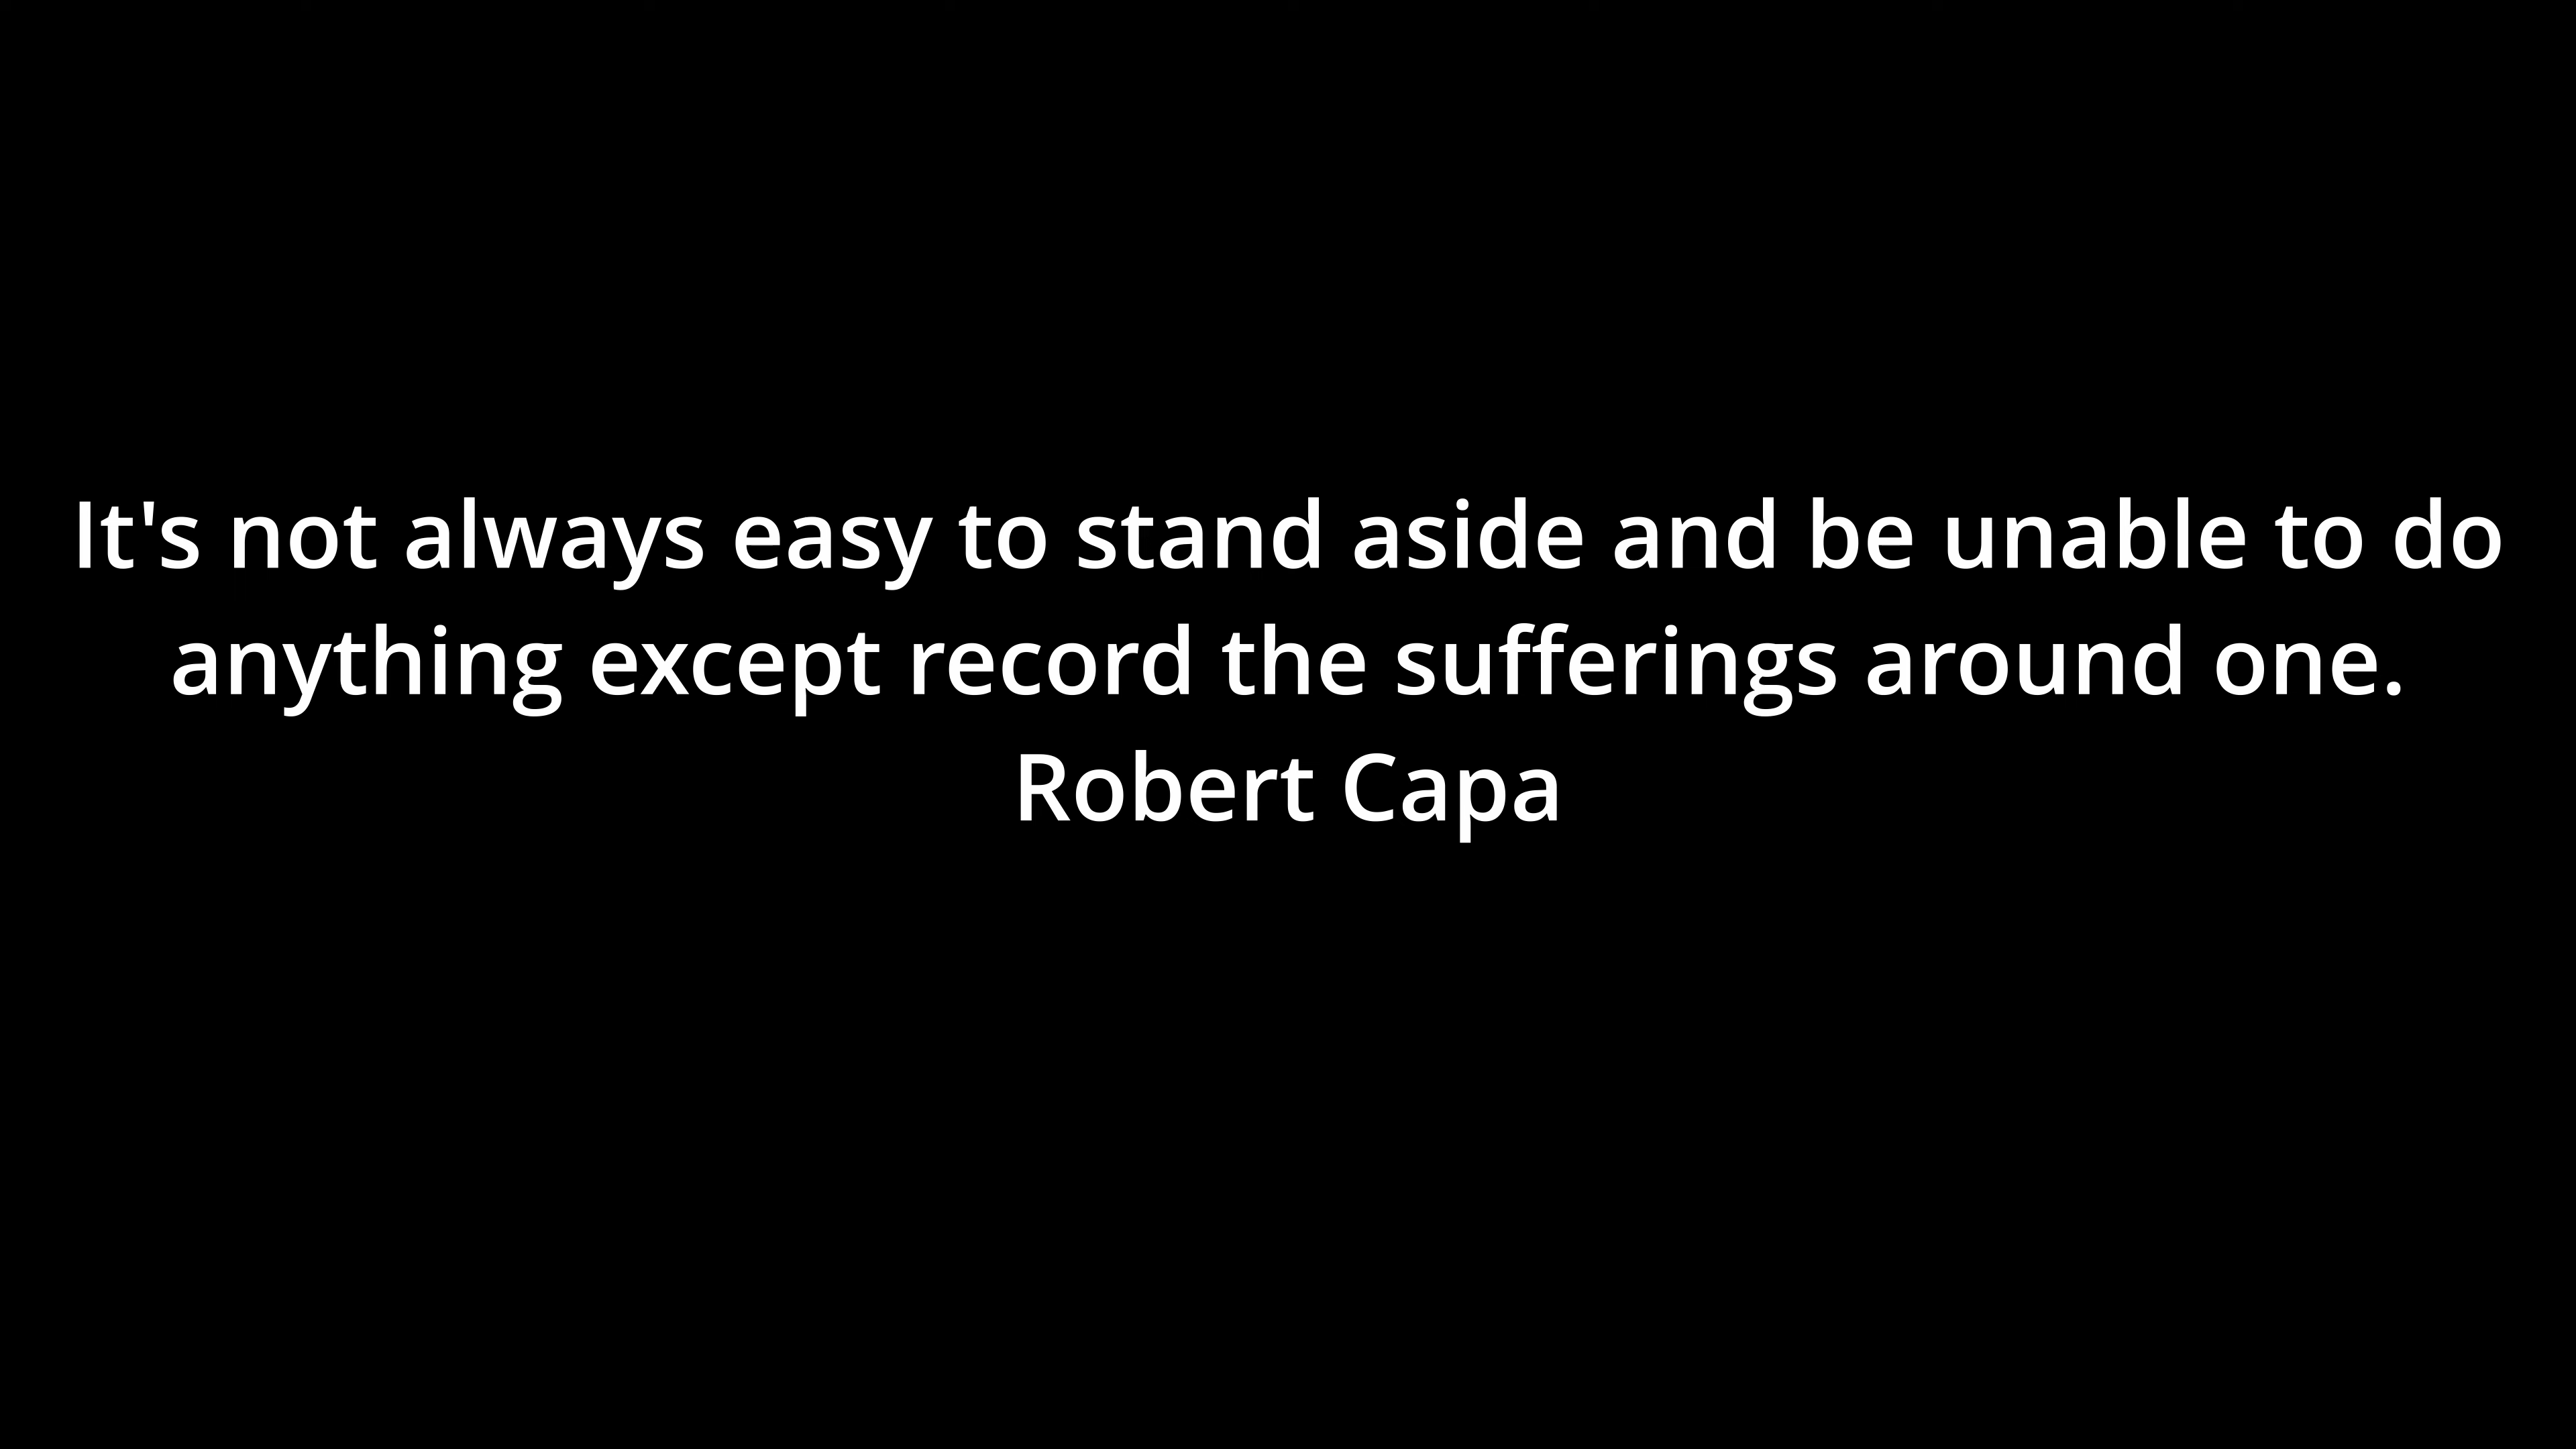 It's not always easy to stand aside and be unable to do
anything except record the sufferings around one.
Robert Capa